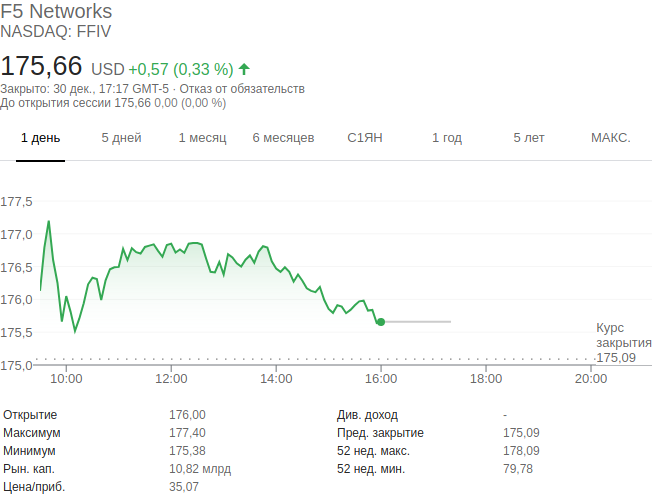 F5 Networks
NASDAQ: FFIV
175,66 USD +0,57 (0,33 %)
Закрыто: 30 дек., 17:17 GMT-5 · Отказ от обязательств
До открытия сессии 175,66 0,00 (0,00 %)
1 день 5 дней 1 месяц 6 месяцев С1ЯН 1 год 5 лет МАКС.
177,5
177,0
176,5
176,0
175,5
175,0
Курс
закрытия
175,09
10:00 12:00 14:00 16:00 18:00 20:00
Открытие 176,00 Див. доход -
Максимум 177,40 Пред. закрытие 175,09
Минимум 175,38 52 нед. макс. 178,09
Рын. кап. 10,82 млрд 52 нед. мин. 79,78
Цена/приб. 35,07